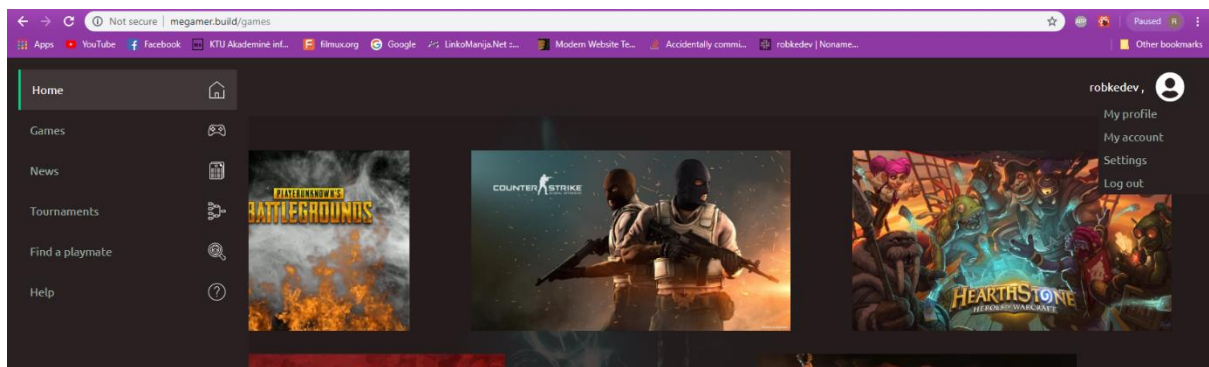 Not secure | megamer.build/games
Paused R
Apps YouTube Facebook KTU Akademinė inf... filmux.org Google LinkoManija.Net ::... Modern Website Te... Accidentally commi... robkedev | Noname... Other bookmarks
Home
Games
News
Tournaments
Find a playmate
Help
robkedev ,
My profile
My account
Settings
Log out
PLAYERUNKNOWN'S
BATTLEGROUNDS
COUNTER STRIKE
HEARTHSTONE
HEROES OF WARCRAFT